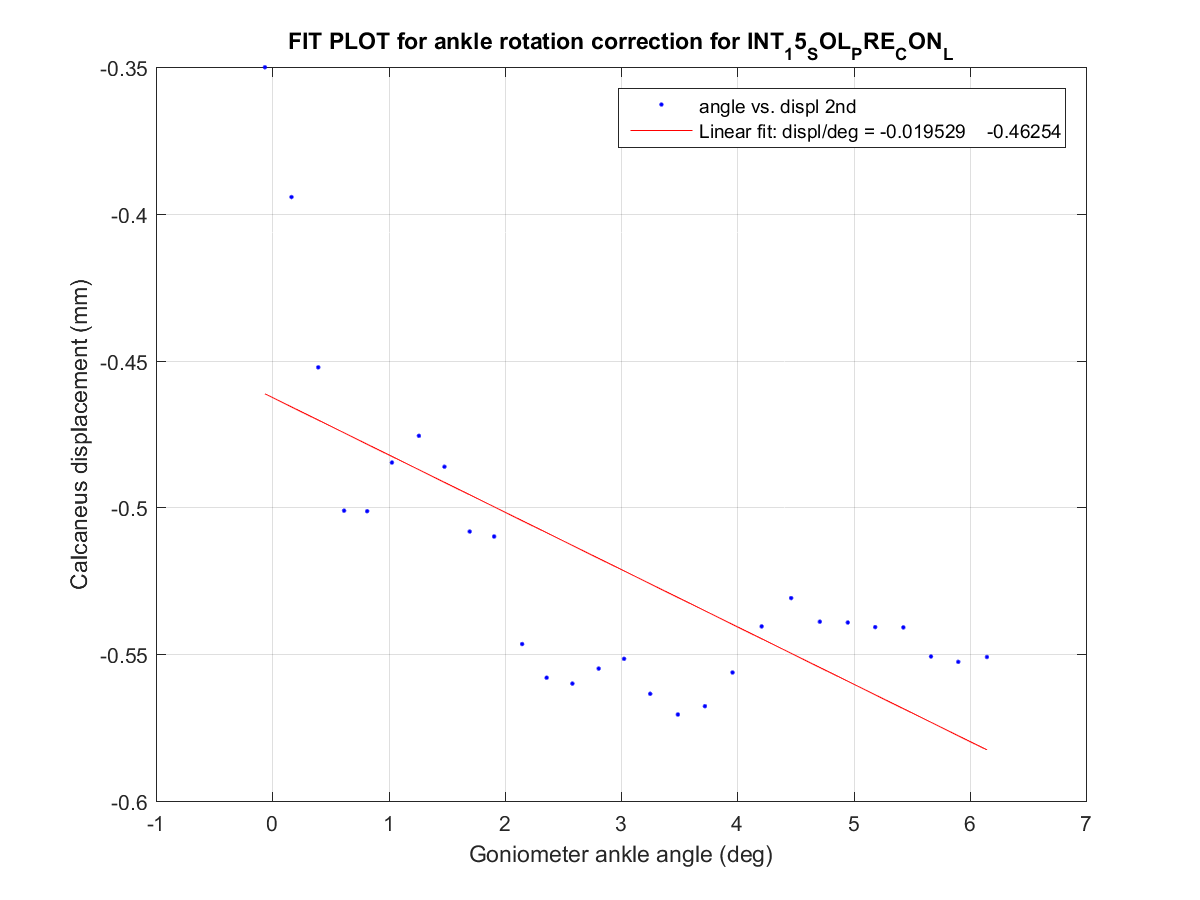 FIT PLOT for ankle rotation correction for INT₁5ₛOLₚREcONʟ
-0.35
angle vs. displ 2nd
Linear fit: displ/deg = -0.019529 -0.46254
-0.4
-0.45
-0.5
-0.55
-0.6
Calcaneus displacement (mm)
-1 0 1 2 3 4 5 6 7
Goniometer ankle angle (deg)